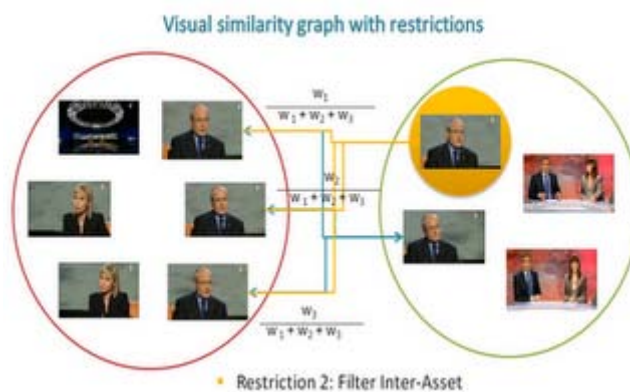 Visual similarity graph with restrictions
w1
w1 + w2 + w3
w2
w1 + w2 + w3
w3
w1 + w2 + w3
Restriction 2: Filter Inter-Asset